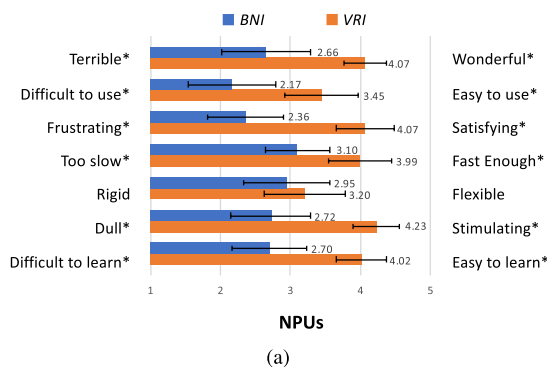 BNI VRI
Terrible* 2.66 4.07 Wonderful*
Difficult to use* 2.17 3.45 Easy to use*
Frustrating* 2.36 4.07 Satisfying*
Too slow* 3.10 3.99 Fast Enough*
Rigid 2.95 3.20 Flexible
Dull* 2.72 4.23 Stimulating*
Difficult to learn* 2.70 4.02 Easy to learn*
1 2 3 4 5
NPUs
(a)